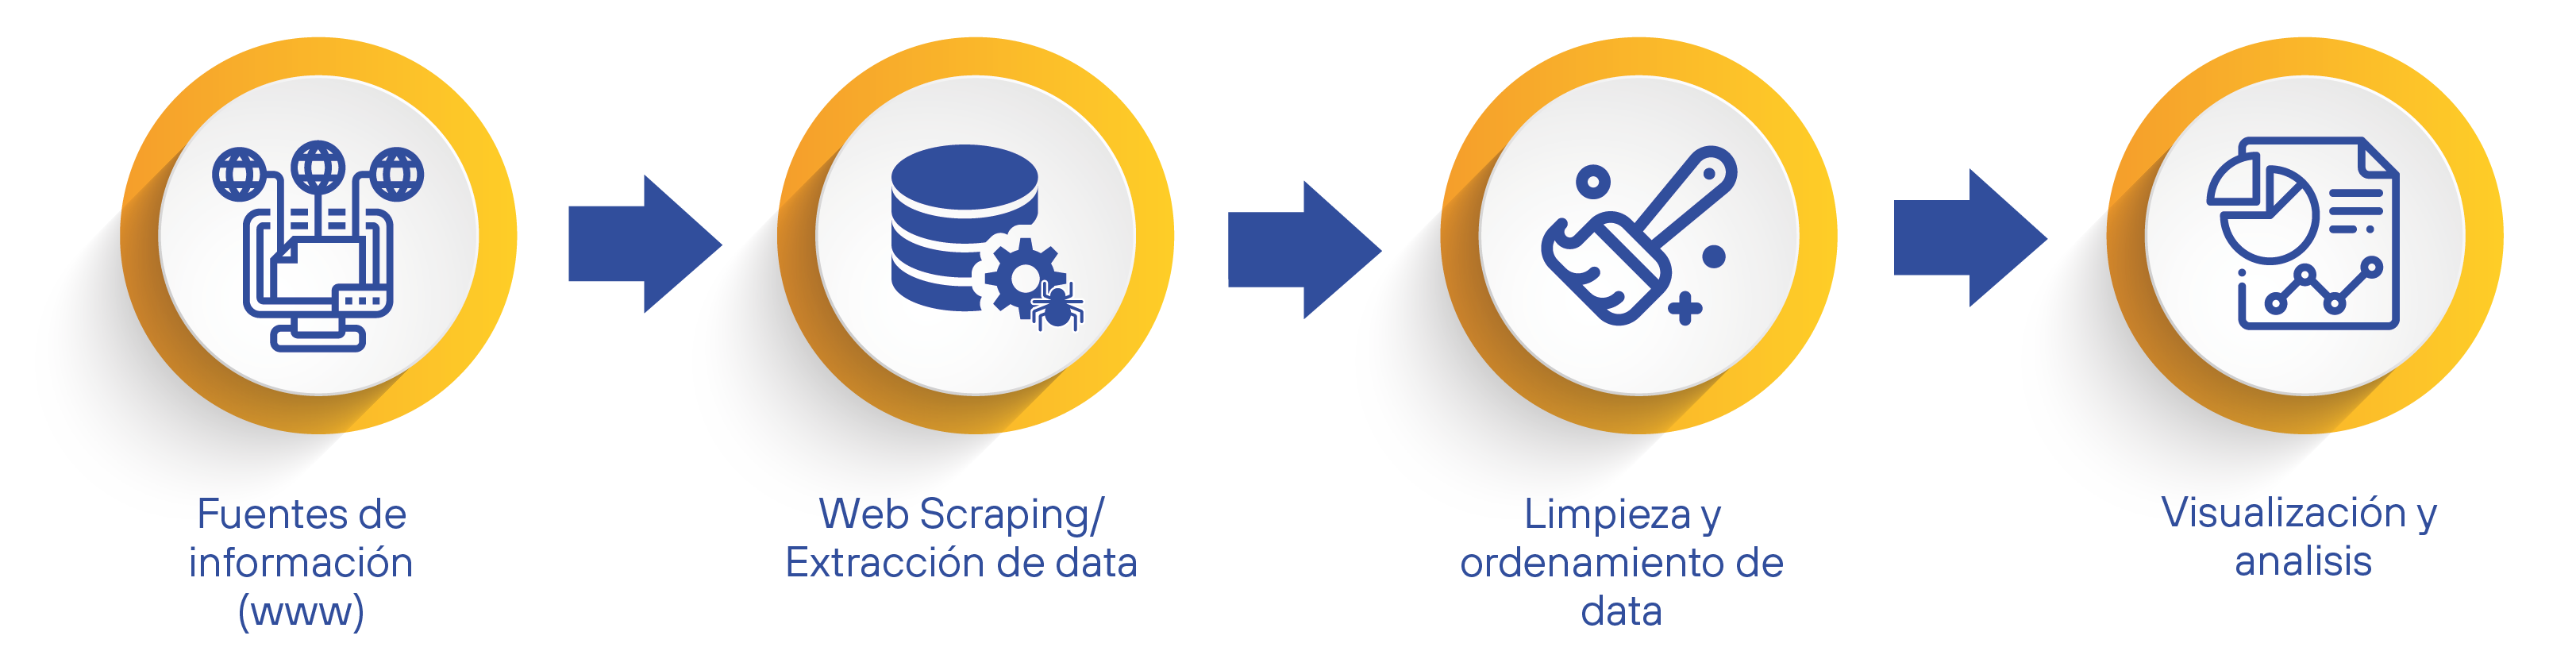 Fuentes de
información
(www)
Web Scraping/
Extracción de data
Limpieza y
ordenamiento de
data
Visualización y
analisis